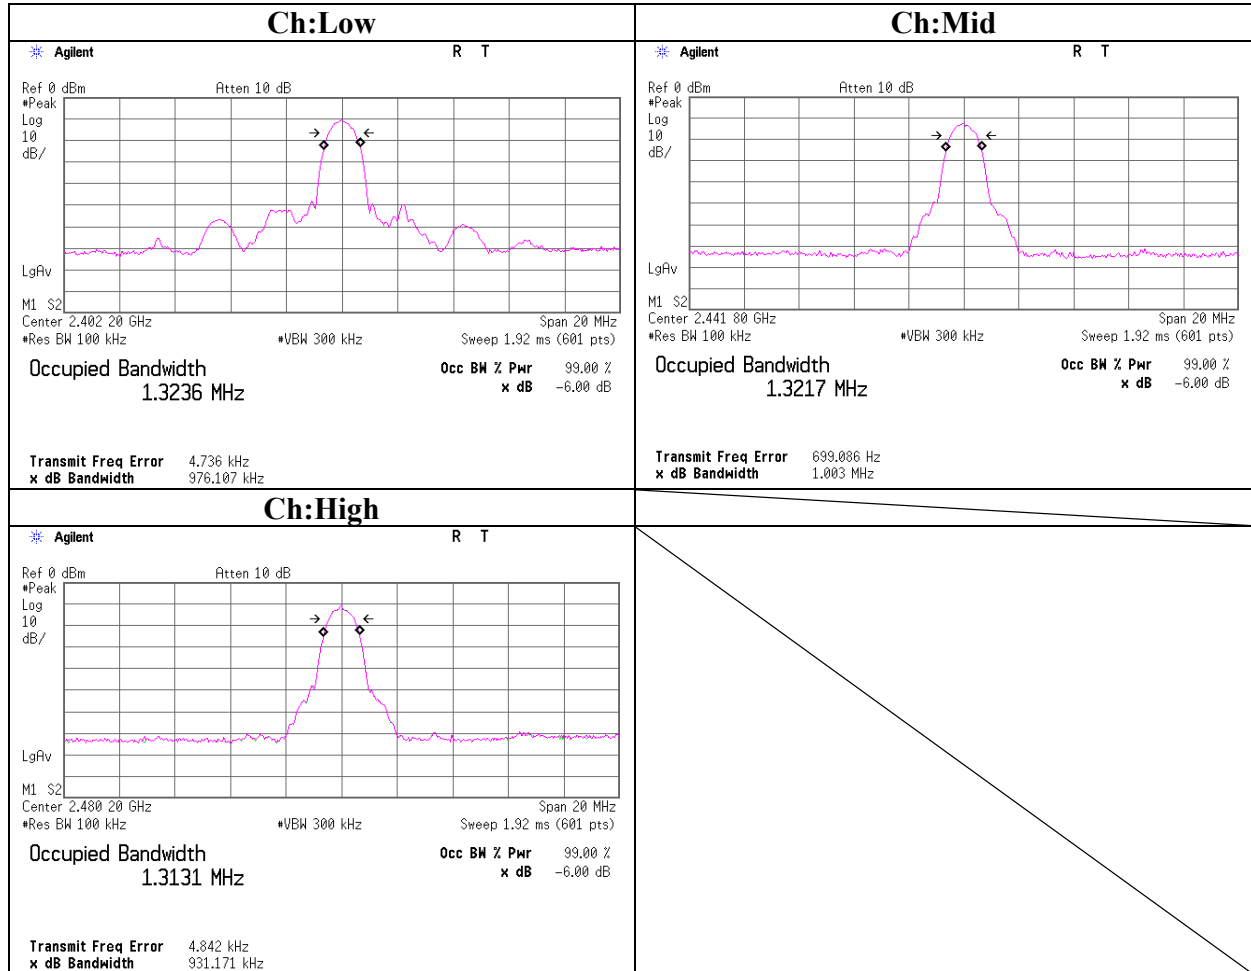 Ch:Low
Agilent
R T
Ref 0 dBm Atten 10 dB
#Peak
Log
10
dB/
LgAv
M1 S2
Center 2.402 20 GHz Span 20 MHz
#Res BW 100 kHz #VBW 300 kHz Sweep 1.92 ms (601 pts)
Occupied Bandwidth Occ BW % Pwr 99.00 %
1.3236 MHz x dB -6.00 dB
Transmit Freq Error 4.736 kHz
x dB Bandwidth 976.107 kHz
Ch:Mid
Agilent
R T
Ref 0 dBm Atten 10 dB
#Peak
Log
10
dB/
LgAv
M1 S2
Center 2.441 80 GHz Span 20 MHz
#Res BW 100 kHz #VBW 300 kHz Sweep 1.92 ms (601 pts)
Occupied Bandwidth Occ BW % Pwr 99.00 %
1.3217 MHz x dB -6.00 dB
Transmit Freq Error 699.086 Hz
x dB Bandwidth 1.003 MHz
Ch:High
Agilent
R T
Ref 0 dBm Atten 10 dB
#Peak
Log
10
dB/
LgAv
M1 S2
Center 2.480 20 GHz Span 20 MHz
#Res BW 100 kHz #VBW 300 kHz Sweep 1.92 ms (601 pts)
Occupied Bandwidth Occ BW % Pwr 99.00 %
1.3131 MHz x dB -6.00 dB
Transmit Freq Error 4.842 kHz
x dB Bandwidth 931.171 kHz